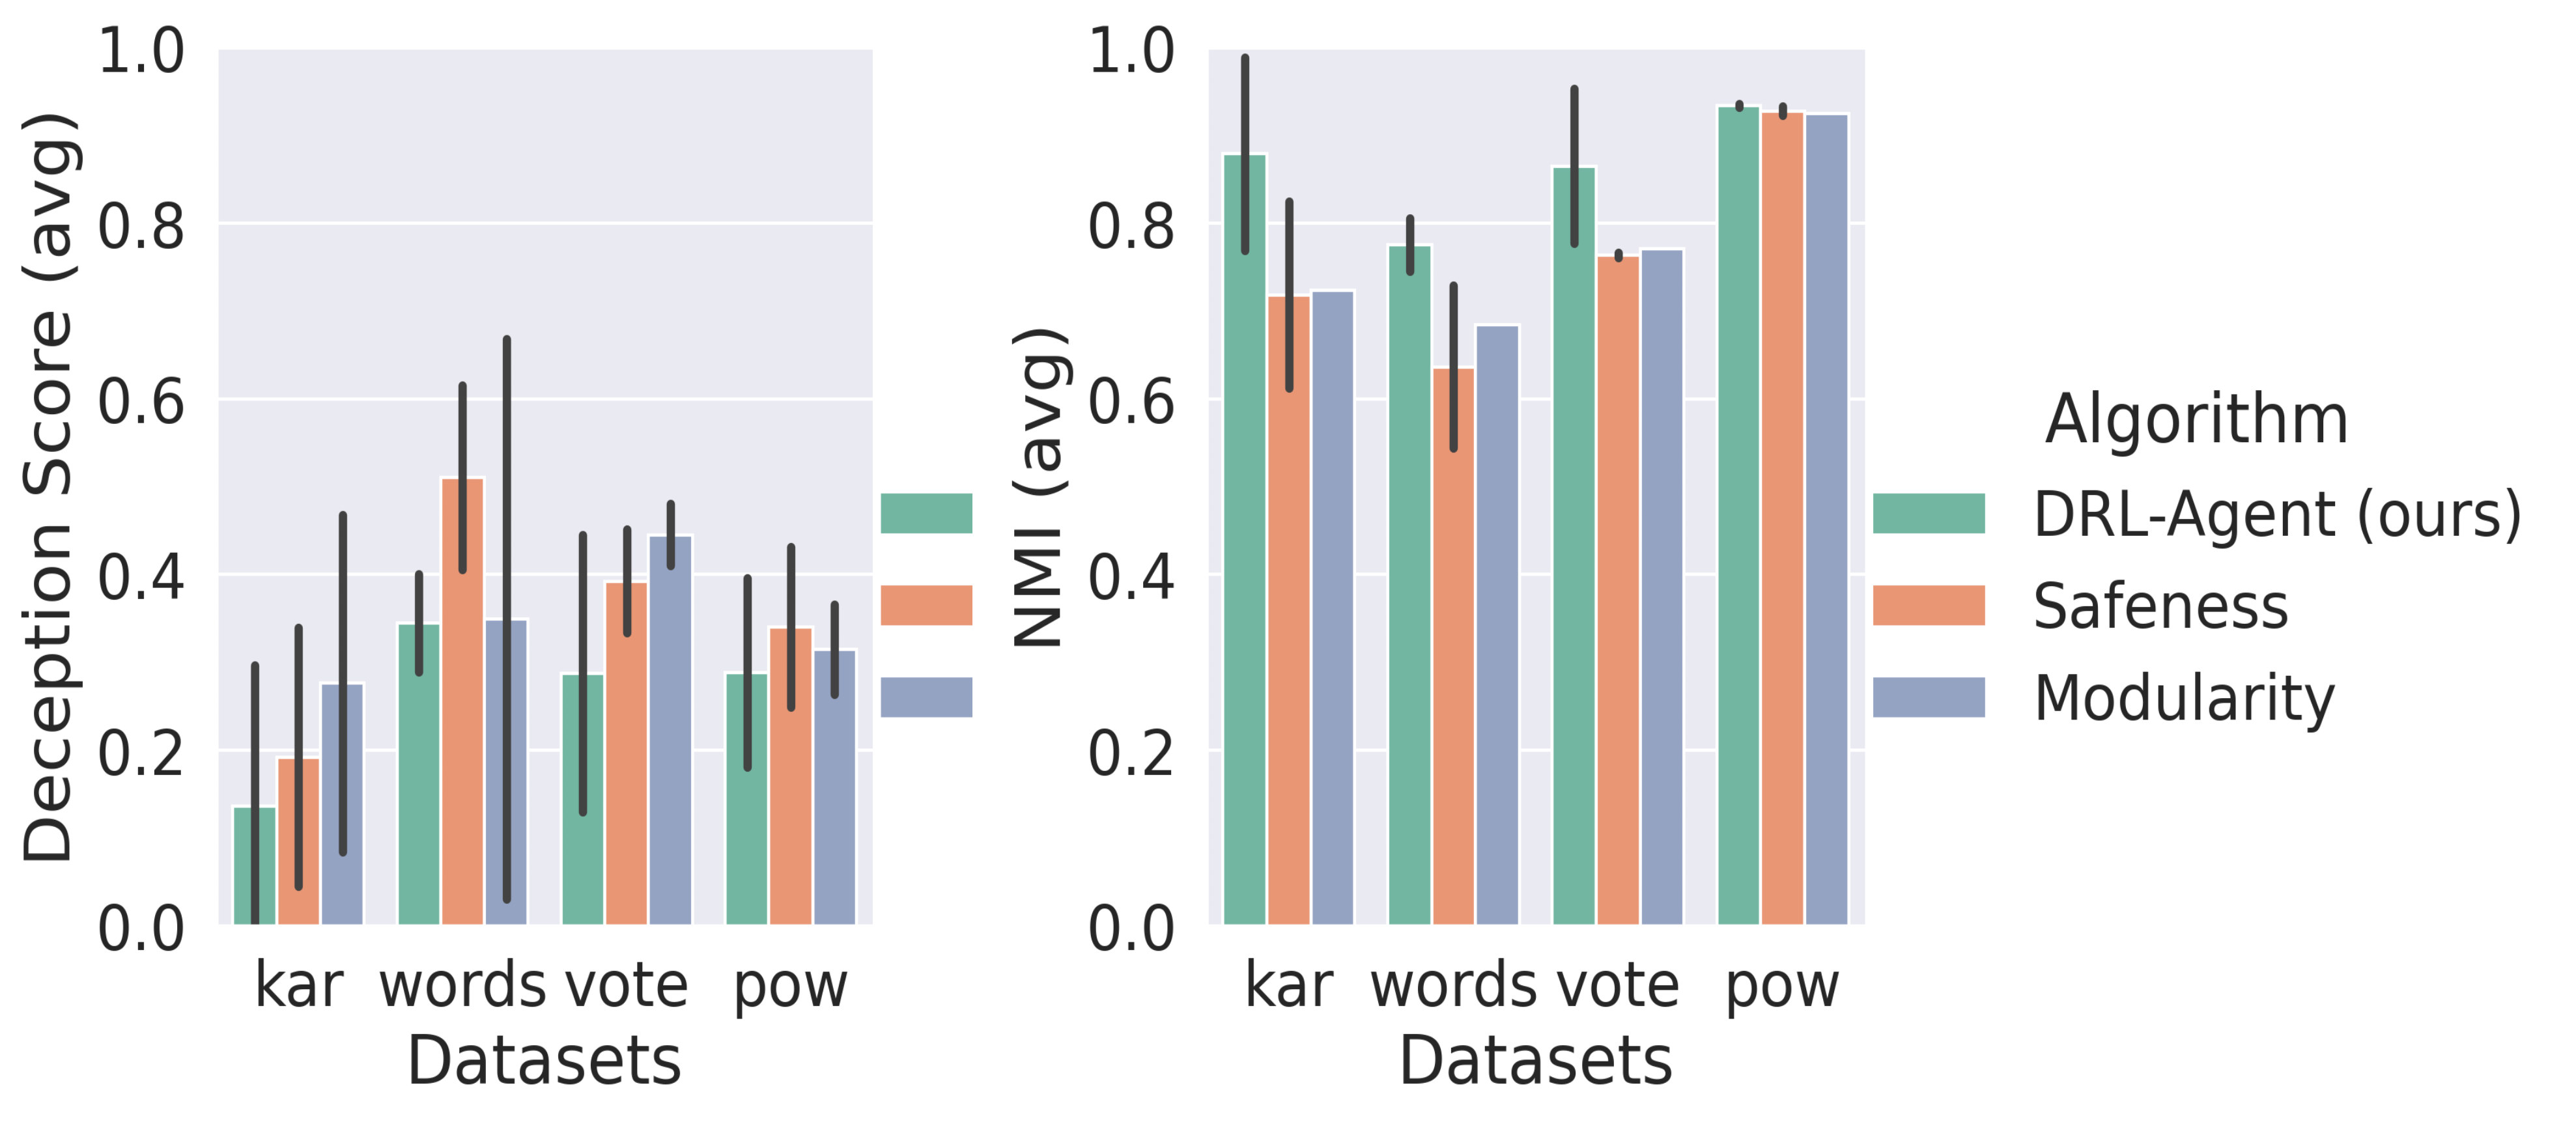 Deception Score (avg)
1.0
0.8
0.6
0.4
0.2
0.0
kar words vote pow
Datasets
NMI (avg)
1.0
0.8
0.6
0.4
0.2
0.0
kar words vote pow
Datasets
Algorithm
DRL-Agent (ours)
Safeness
Modularity